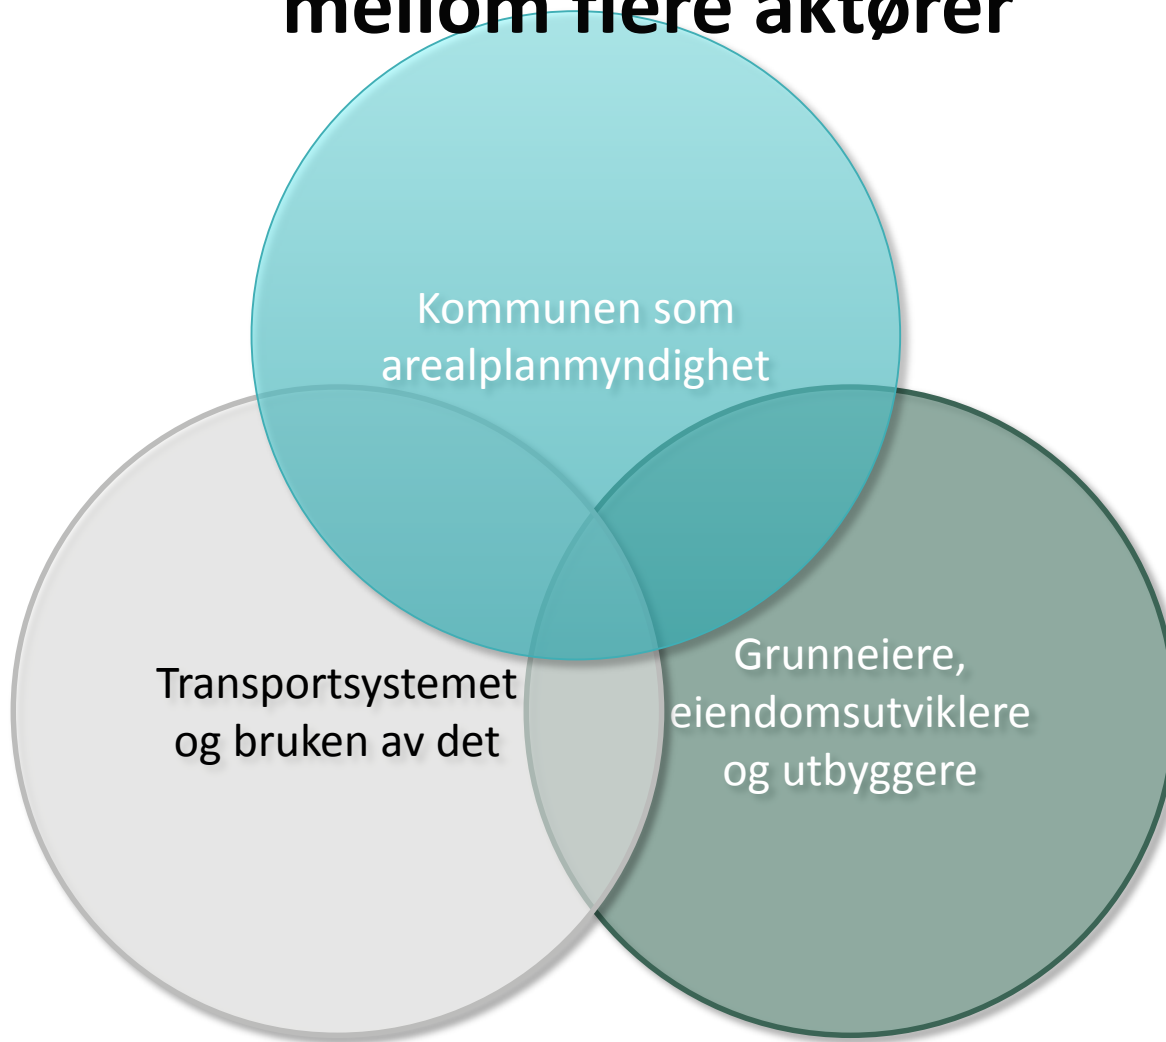 mellom flere aktører
Kommunen som
arealplanmyndighet
Transportsystemet
og bruken av det
Grunneiere,
eiendomsutviklere
og utbyggere